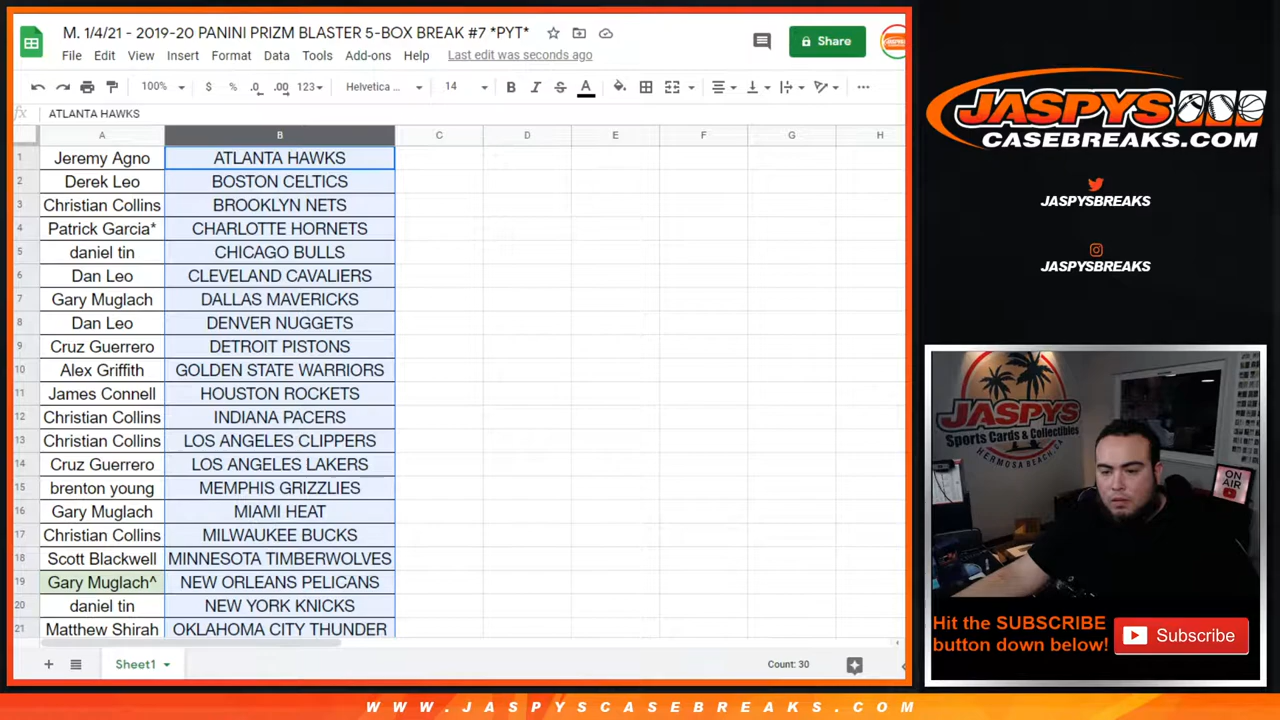 M. 1/4/21 - 2019-20 PANINI PRIZM BLASTER 5-BOX BREAK #7 *PYT*
File Edit View Insert Format Data Tools Add-ons Help Last edit was seconds ago
Share
100% $ % .0 .00 123 Helvetica ... 14 B I S A
fx ATLANTA HAWKS
A B C D E F G H
1 Jeremy Agno ATLANTA HAWKS
2 Derek Leo BOSTON CELTICS
3 Christian Collins BROOKLYN NETS
4 Patrick Garcia* CHARLOTTE HORNETS
5 daniel tin CHICAGO BULLS
6 Dan Leo CLEVELAND CAVALIERS
7 Gary Muglach DALLAS MAVERICKS
8 Dan Leo DENVER NUGGETS
9 Cruz Guerrero DETROIT PISTONS
10 Alex Griffith GOLDEN STATE WARRIORS
11 James Connell HOUSTON ROCKETS
12 Christian Collins INDIANA PACERS
13 Christian Collins LOS ANGELES CLIPPERS
14 Cruz Guerrero LOS ANGELES LAKERS
15 brenton young MEMPHIS GRIZZLIES
16 Gary Muglach MIAMI HEAT
17 Christian Collins MILWAUKEE BUCKS
18 Scott Blackwell MINNESOTA TIMBERWOLVES
19 Gary Muglach^ NEW ORLEANS PELICANS
20 daniel tin NEW YORK KNICKS
21 Matthew Shirah OKLAHOMA CITY THUNDER
Sheet1
Count: 30
JASPYS
CASEBREAKS.COM
JASPYSBREAKS
JASPYSBREAKS
JASPYS
Sports Cards & Collectibles
HERMOSA BEACH, CA
ON
AIR
Hit the SUBSCRIBE
button down below!
Subscribe
WWW.JASPYSCASEBREAKS.COM